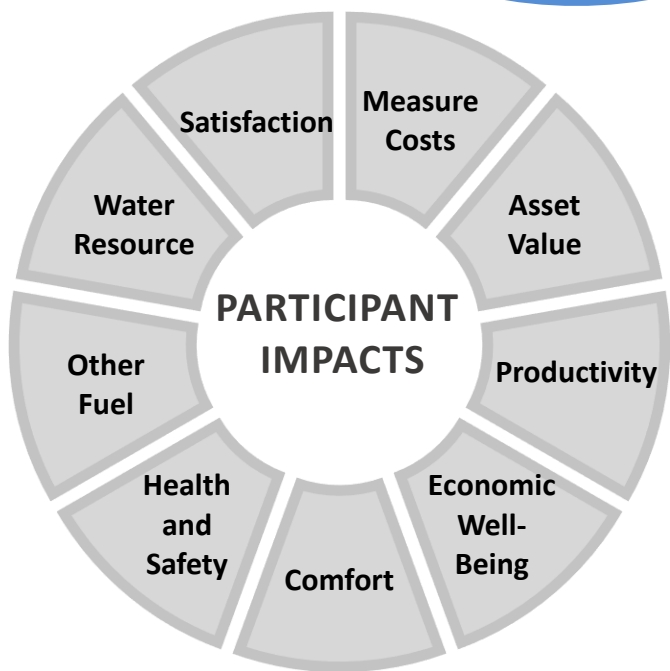 PARTICIPANT
IMPACTS
Measure
Costs
Asset
Value
Productivity
Economic
Well-
Being
Comfort
Health
and
Safety
Other
Fuel
Water
Resource
Satisfaction